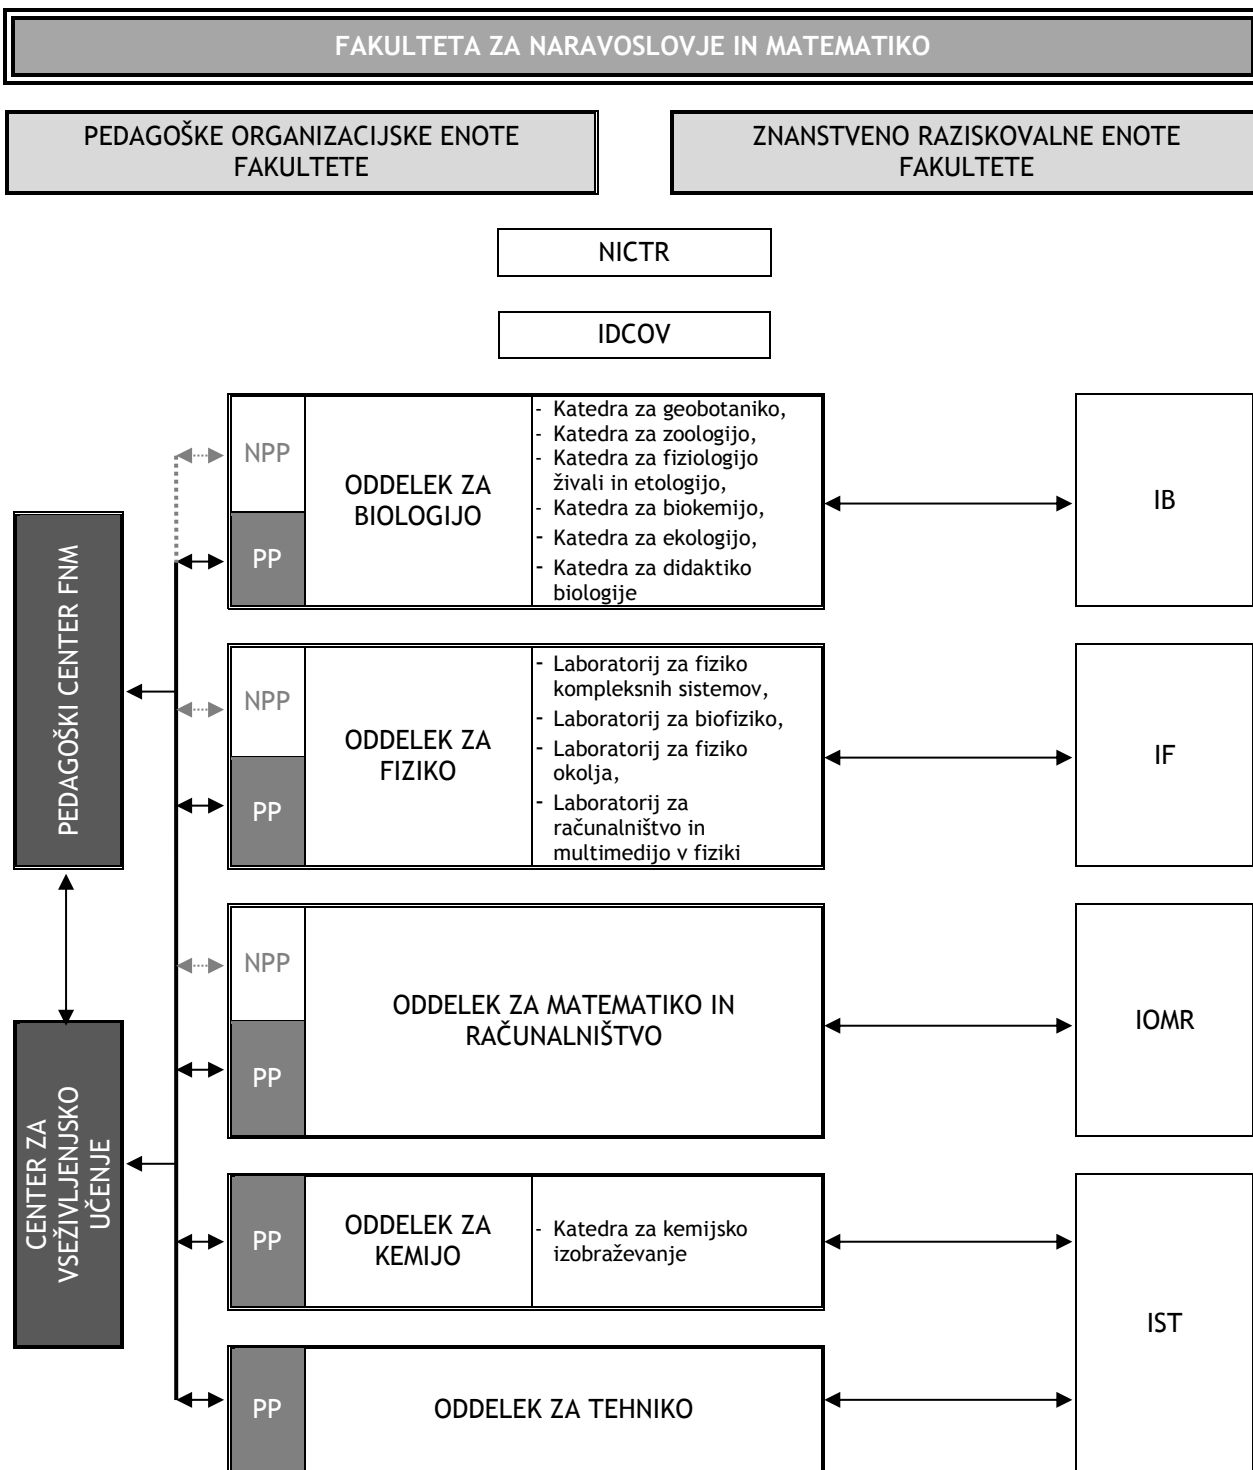 FAKULTETA ZA NARAVOSLOVJE IN MATEMATIKO
PEDAGOŠKE ORGANIZACIJSKE ENOTE
FAKULTETE
ZNANSTVENO RAZISKOVALNE ENOTE
FAKULTETE
NICTR
IDCOV
PEDAGOŠKI CENTER FNM
CENTER ZA
VSEŽIVLJENJSKO
UČENJE
NPP
PP
ODDELEK ZA
BIOLOGIJO
- Katedra za geobotaniko,
- Katedra za zoologijo,
- Katedra za fiziologijo
živali in etologijo,
- Katedra za biokemijo,
- Katedra za ekologijo,
- Katedra za didaktiko
biologije
IB
NPP
PP
ODDELEK ZA
FIZIKO
- Laboratorij za fiziko
kompleksnih sistemov,
- Laboratorij za biofiziko,
- Laboratorij za fiziko
okolja,
- Laboratorij za
računalništvo in
multimedijo v fiziki
IF
NPP
PP
ODDELEK ZA MATEMATIKO IN
RAČUNALNIŠTVO
IOMR
PP
ODDELEK ZA
KEMIJO
- Katedra za kemijsko
izobraževanje
IST
PP
ODDELEK ZA TEHNIKO